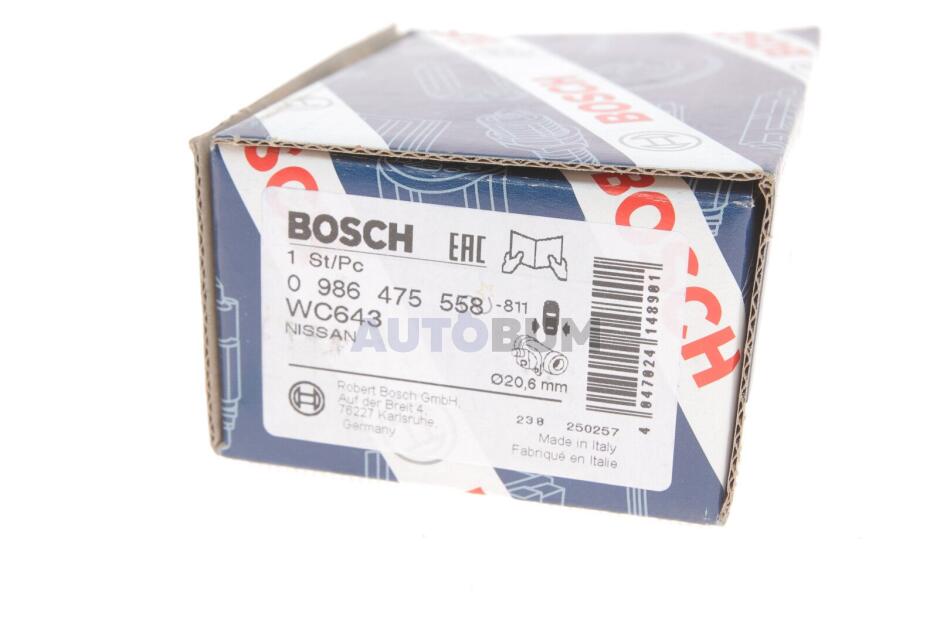 BOSCH
BOSCH
BOSCH
EAC
1 St/Pc
0 986 475 558 -811
WC643
NISSAN
AUTOBUM
Ø20,6 mm
Robert Bosch GmbH,
Auf der Breit 4,
76227 Karlsruhe,
Germany
238 250257
Made in Italy
Fabriqué en Italie
4 047024 148901